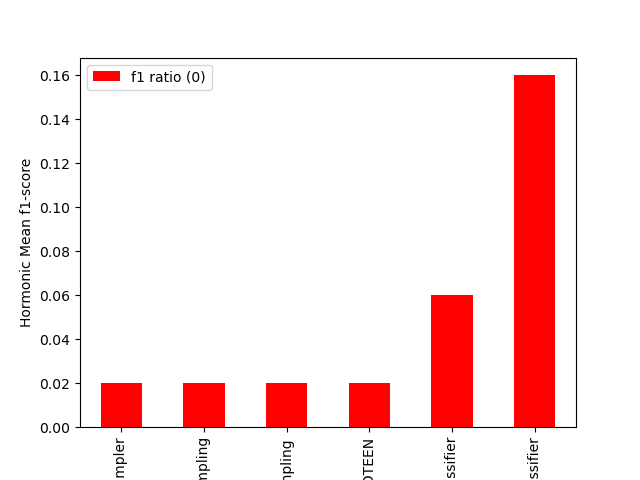 f1 ratio (0)
Hormonic Mean f1-score
0.16
0.14
0.12
0.10
0.08
0.06
0.04
0.02
0.00
mpler
mpling
npling
OTEEN
ssifier
ssifier